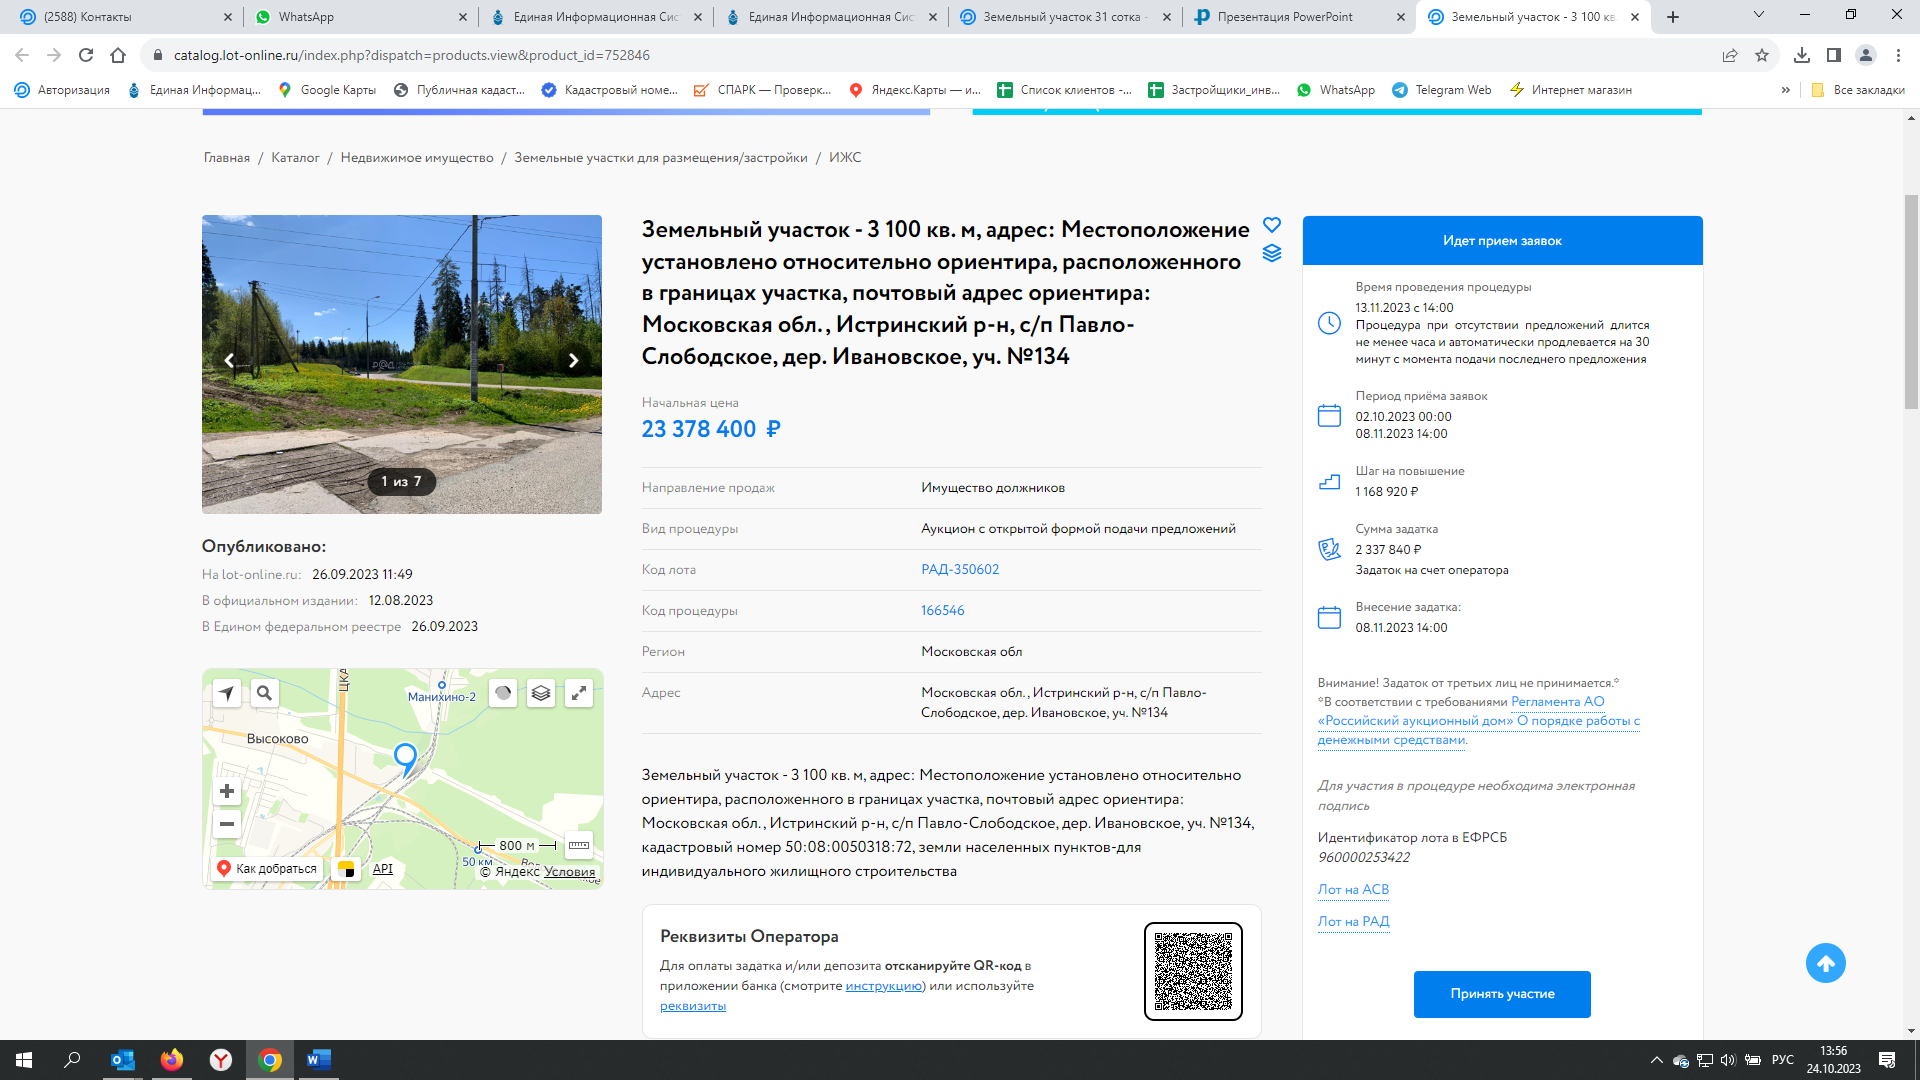 (2588) Контакты
WhatsApp
Единая Информационная Сис
Единая Информационная Сис
Земельный участок 31 сотка -
Презентация PowerPoint
Земельный участок - 3 100 кв.
catalog.lot-online.ru/index.php?dispatch=products.view&product_id=752846
Авторизация
Единая Информац...
Google Карты
Публичная кадаст...
Кадастровый номе...
СПАРК — Проверк...
Яндекс.Карты — и...
Список клиентов -...
Застройщики_инв...
WhatsApp
Telegram Web
Интернет магазин
»
Все закладки
Главная / Каталог / Недвижимое имущество / Земельные участки для размещения/застройки / ИЖС
1 из 7
Опубликовано:
На lot-online.ru: 26.09.2023 11:49
В официальном издании: 12.08.2023
В Едином федеральном реестре 26.09.2023
Манихино-2
Высоково
800 м
50 км
Как добраться
API
© Яндекс Условия
Земельный участок - 3 100 кв. м, адрес: Местоположение
установлено относительно ориентира, расположенного
в границах участка, почтовый адрес ориентира:
Московская обл., Истринский р-н, с/п Павло-
Слободское, дер. Ивановское, уч. №134
Начальная цена
23 378 400 ₽
Направление продаж Имущество должников
Вид процедуры Аукцион с открытой формой подачи предложений
Код лота РАД-350602
Код процедуры 166546
Регион Московская обл
Адрес Московская обл., Истринский р-н, с/п Павло-
Слободское, дер. Ивановское, уч. №134
Земельный участок - 3 100 кв. м, адрес: Местоположение установлено относительно
ориентира, расположенного в границах участка, почтовый адрес ориентира:
Московская обл., Истринский р-н, с/п Павло-Слободское, дер. Ивановское, уч. №134,
кадастровый номер 50:08:0050318:72, земли населенных пунктов-для
индивидуального жилищного строительства
Реквизиты Оператора
Для оплаты задатка и/или депозита отсканируйте QR-код в
приложении банка (смотрите инструкцию) или используйте
реквизиты
Идет прием заявок
Время проведения процедуры
13.11.2023 с 14:00
Процедура при отсутствии предложений длится
не менее часа и автоматически продлевается на 30
минут с момента подачи последнего предложения
Период приёма заявок
02.10.2023 00:00
08.11.2023 14:00
Шаг на повышение
1 168 920 ₽
Сумма задатка
2 337 840 ₽
Задаток на счет оператора
Внесение задатка:
08.11.2023 14:00
Внимание! Задаток от третьих лиц не принимается.*
*В соответствии с требованиями Регламента АО
«Российский аукционный дом» О порядке работы с
денежными средствами.
Для участия в процедуре необходима электронная
подпись
Идентификатор лота в ЕФРСБ
960000253422
Лот на АСВ
Лот на РАД
Принять участие
РУС
13:56
24.10.2023